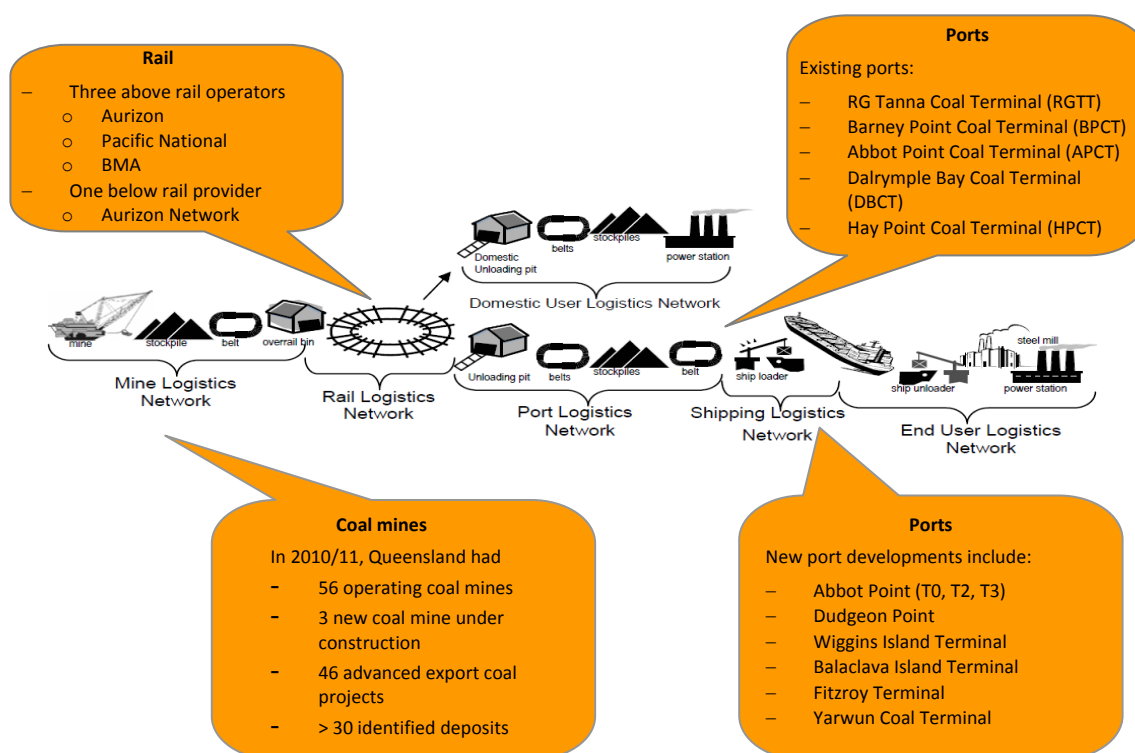 Rail
– Three above rail operators
o Aurizon
o Pacific National
o BMA
– One below rail provider
o Aurizon Network
Ports
Existing ports:
– RG Tanna Coal Terminal (RGTT)
– Barney Point Coal Terminal (BPCT)
– Abbot Point Coal Terminal (APCT)
– Dalrymple Bay Coal Terminal
(DBCT)
– Hay Point Coal Terminal (HPCT)
Domestic
Unloading pit
belts
stockpiles
power station
Domestic User Logistics Network
mine
stockpile
belt
overrail bin
Unloading pit
belts
stockpiles
belt
ship loader
ship unloader
steel mill
power station
Mine Logistics
Network
Rail Logistics
Network
Port Logistics
Network
Shipping Logistics
Network
End User Logistics
Network
Coal mines
In 2010/11, Queensland had
- 56 operating coal mines
- 3 new coal mine under
construction
- 46 advanced export coal
projects
- > 30 identified deposits
Ports
New port developments include:
– Abbot Point (T0, T2, T3)
– Dudgeon Point
– Wiggins Island Terminal
– Balaclava Island Terminal
– Fitzroy Terminal
– Yarwun Coal Terminal